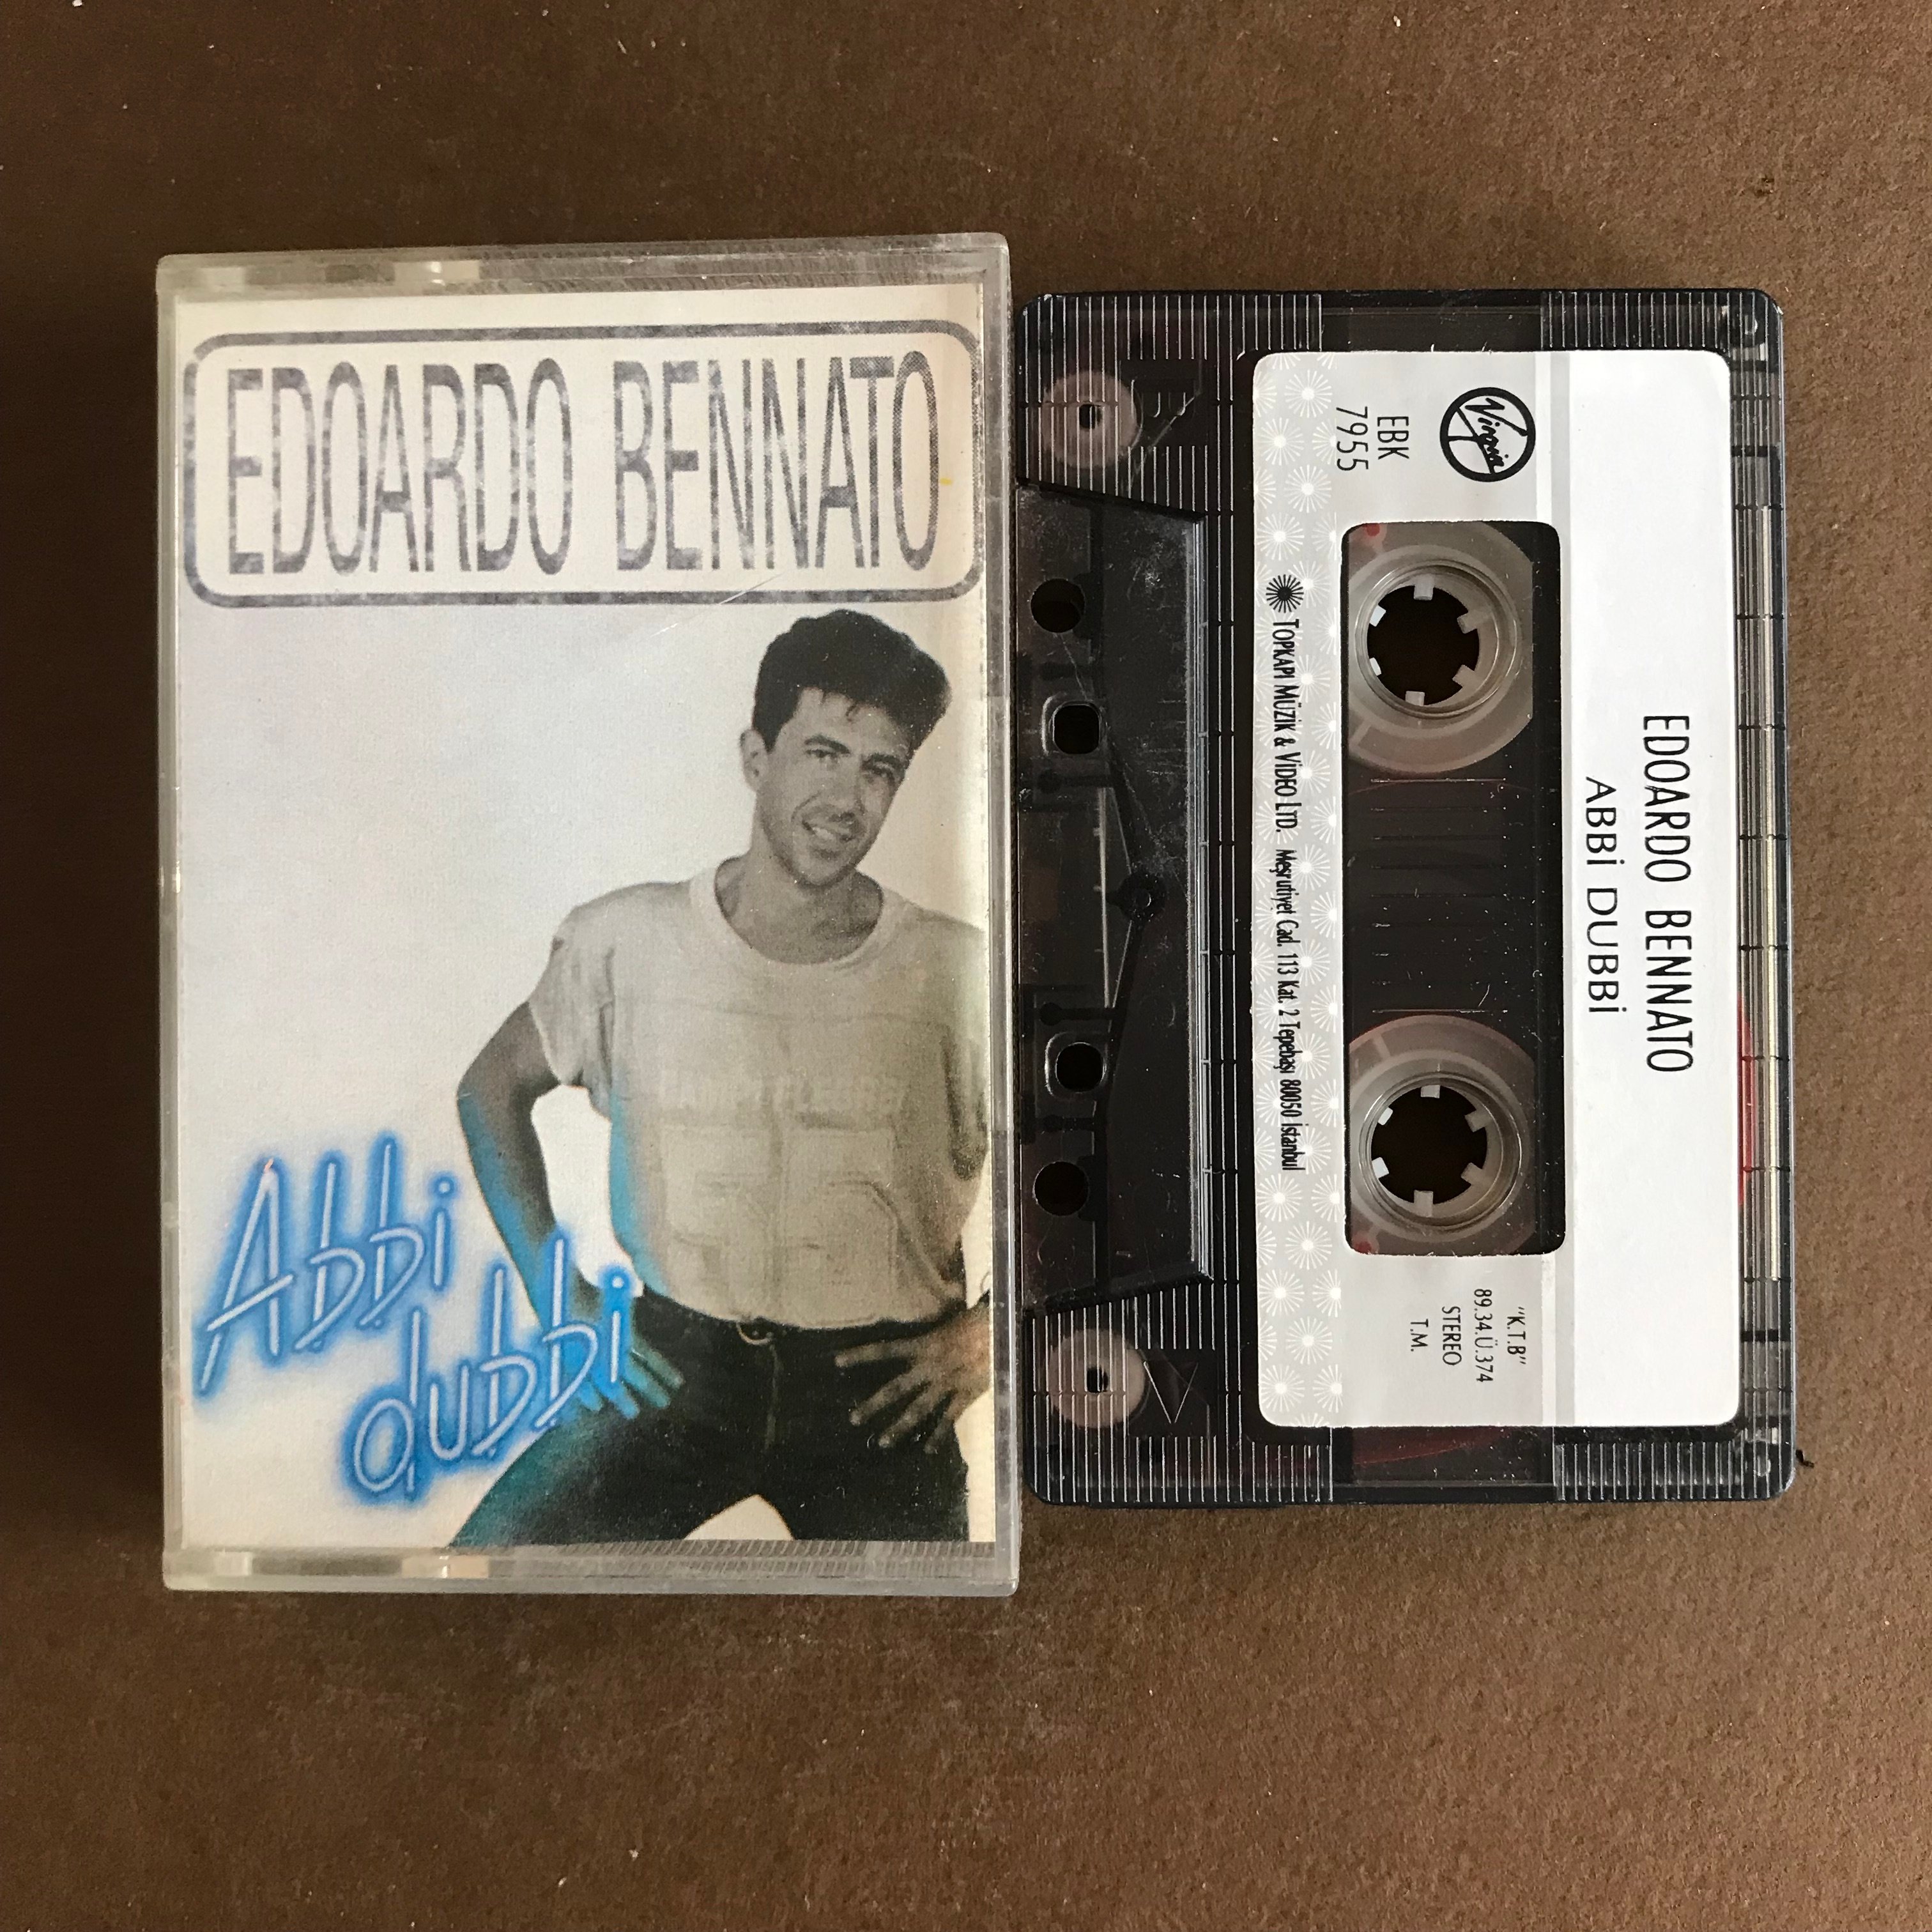 EDOARDO BENNATO
Abbi
dubbi
EDOARDO BENNATO
ABBİ DUBBİ
Virgin
EBK
7955
"K.T.B"
89.34.Ü.374
STEREO
T.M.
TOPKAPI MÜZİK & VİDEO LTD. Meşrutiyet Cad. 113 Kat. 2 Tepebaşı 80050 İstanbul